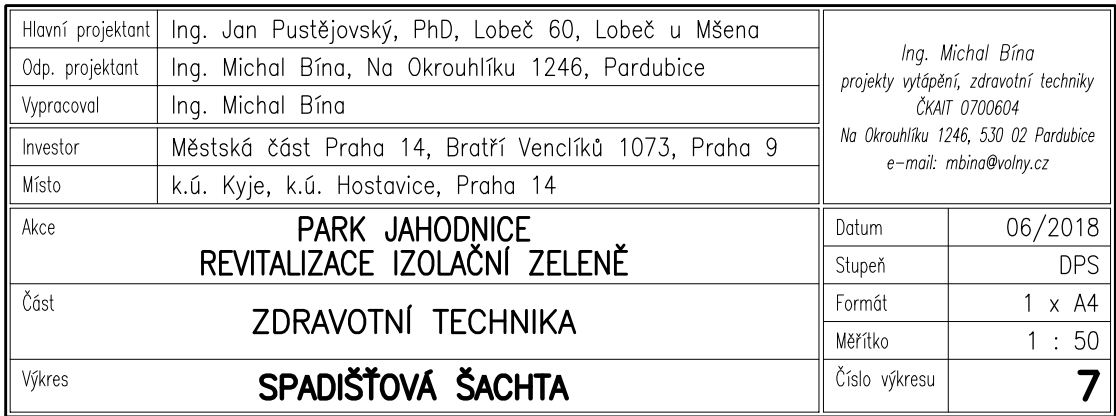 Hlavní projektant Ing. Jan Pustějovský, PhD, Lobeč 60, Lobeč u Mšena
Odp. projektant Ing. Michal Bína, Na Okrouhlíku 1246, Pardubice
Vypracoval Ing. Michal Bína
Investor Městská část Praha 14, Bratří Venclíků 1073, Praha 9
Místo k.ú. Kyje, k.ú. Hostavice, Praha 14
Ing. Michal Bína
projekty vytápění, zdravotní techniky
ČKAIT 0700604
Na Okrouhlíku 1246, 530 02 Pardubice
e-mail: mbina@volny.cz
Akce PARK JAHODNICE
REVITALIZACE IZOLAČNÍ ZELENĚ
Část ZDRAVOTNÍ TECHNIKA
Výkres SPADIŠŤOVÁ ŠACHTA
Datum 06/2018
Stupeň DPS
Formát 1 x A4
Měřítko 1 : 50
Číslo výkresu 7